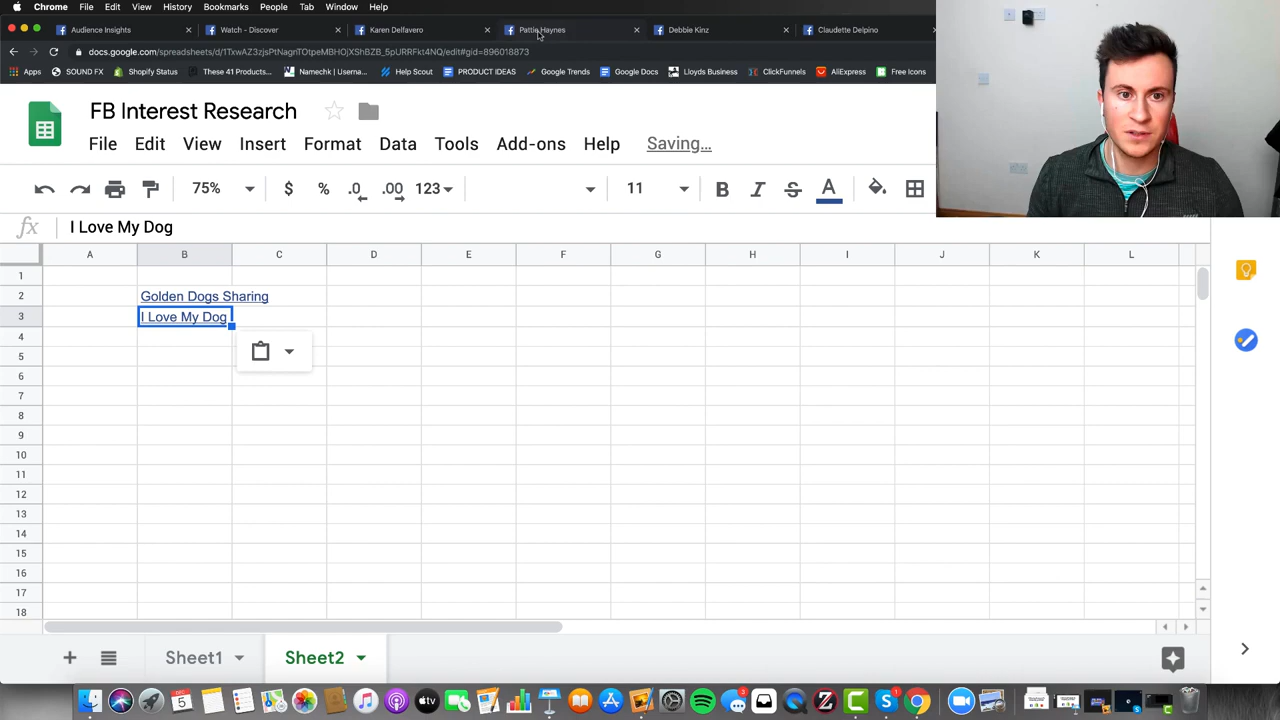 Chrome File Edit View History Bookmarks People Tab Window Help
Audience Insights Watch - Discover Karen Delfavero Pattie Haynes Debbie Kinz Claudette Delpino
Apps SOUND FX Shopify Status These 41 Products... Namechk | Userna... Help Scout PRODUCT IDEAS Google Trends Google Docs Lloyds Business ClickFunnels AliExpress Free Icons
FB Interest Research
File Edit View Insert Format Data Tools Add-ons Help Saving...
75% $ % .0 .00 123 11 B I S A
fx I Love My Dog
A B C D E F G H I J K L
1
2 Golden Dogs Sharing
3 I Love My Dog
4
5
6
7
8
9
10
11
12
13
14
15
16
17
18
Sheet1 Sheet2